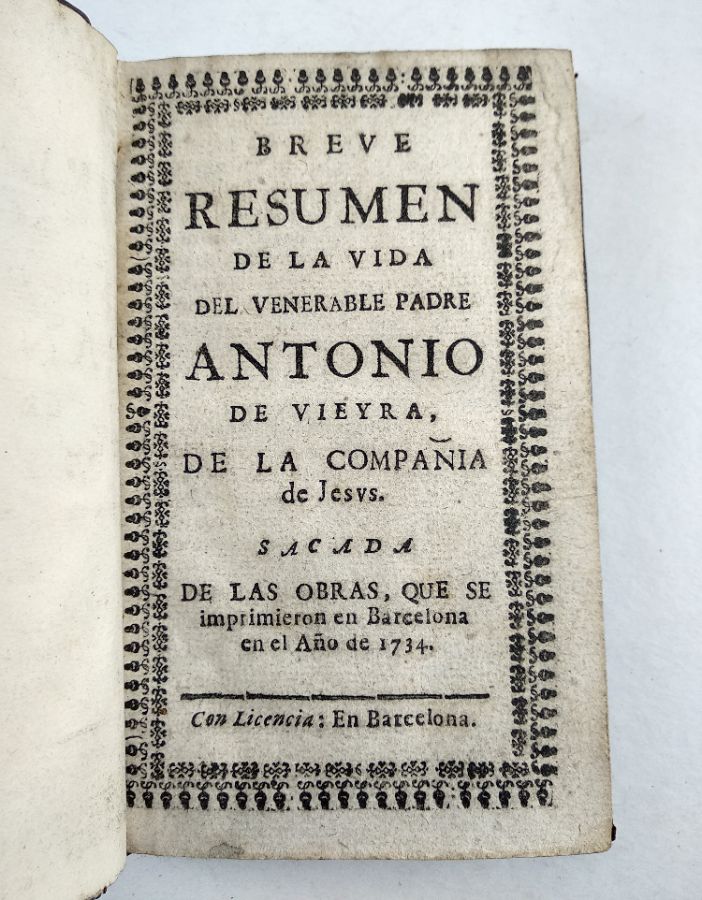 BREVE
RESUMEN
DE LA VIDA
DEL VENERABLE PADRE
ANTONIO
DE VIEYRA,
DE LA COMPAÑIA
de Jesvs.
SACADA
DE LAS OBRAS, QUE SE
imprimieron en Barcelona
en el Año de 1734.
Con Licencia: En Barcelona.